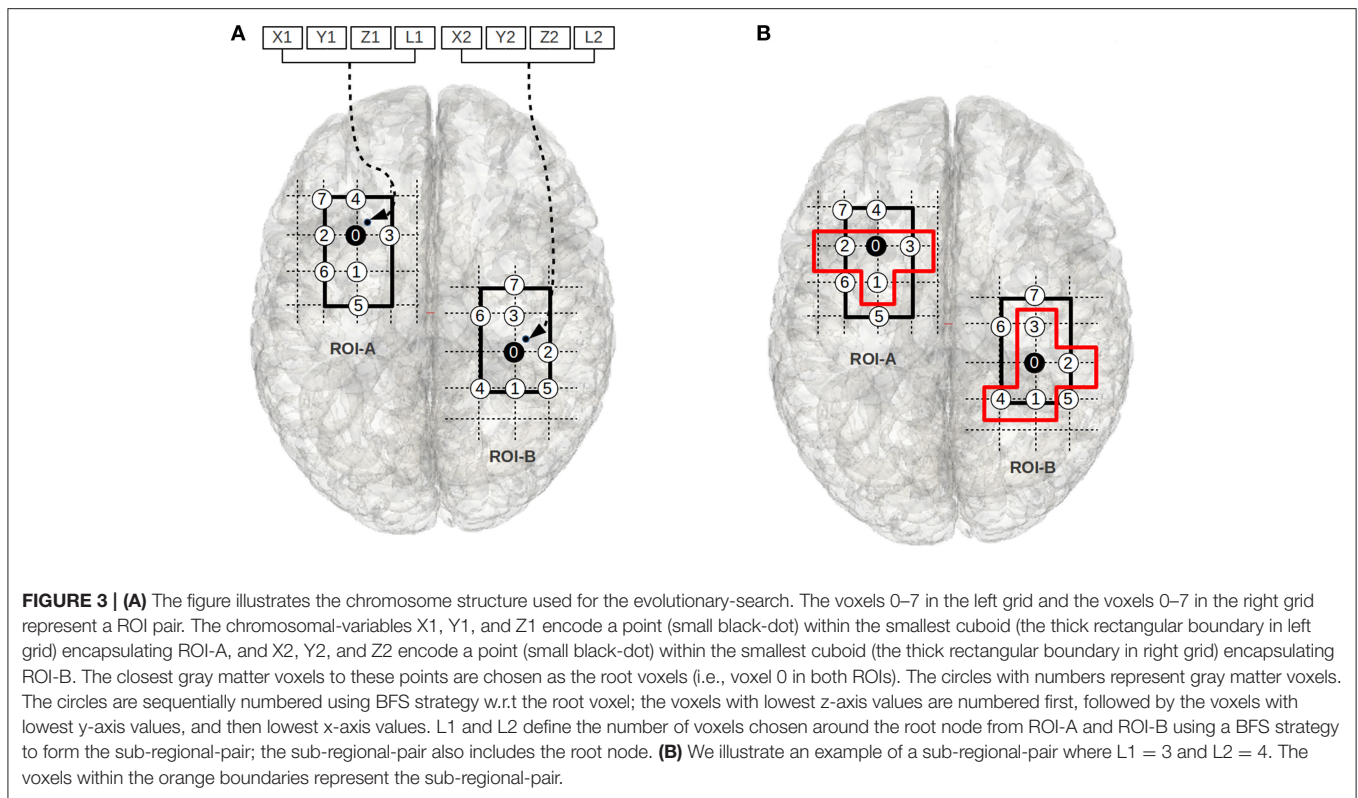 A X1 Y1 Z1 L1 X2 Y2 Z2 L2
7 4
2 0 3
6 1
5
ROI-A
7
6 3
0 2
4 1 5
ROI-B
B
7 4
2 0 3
6 1
5
ROI-A
7
6 3
0 2
4 1 5
ROI-B
FIGURE 3 | (A) The figure illustrates the chromosome structure used for the evolutionary-search. The voxels 0–7 in the left grid and the voxels 0–7 in the right grid
represent a ROI pair. The chromosomal-variables X1, Y1, and Z1 encode a point (small black-dot) within the smallest cuboid (the thick rectangular boundary in left
grid) encapsulating ROI-A, and X2, Y2, and Z2 encode a point (small black-dot) within the smallest cuboid (the thick rectangular boundary in right grid) encapsulating
ROI-B. The closest gray matter voxels to these points are chosen as the root voxels (i.e., voxel 0 in both ROIs). The circles with numbers represent gray matter voxels.
The circles are sequentially numbered using BFS strategy w.r.t the root voxel; the voxels with lowest z-axis values are numbered first, followed by the voxels with
lowest y-axis values, and then lowest x-axis values. L1 and L2 define the number of voxels chosen around the root node from ROI-A and ROI-B using a BFS strategy
to form the sub-regional-pair; the sub-regional-pair also includes the root node. (B) We illustrate an example of a sub-regional-pair where L1 = 3 and L2 = 4. The
voxels within the orange boundaries represent the sub-regional-pair.